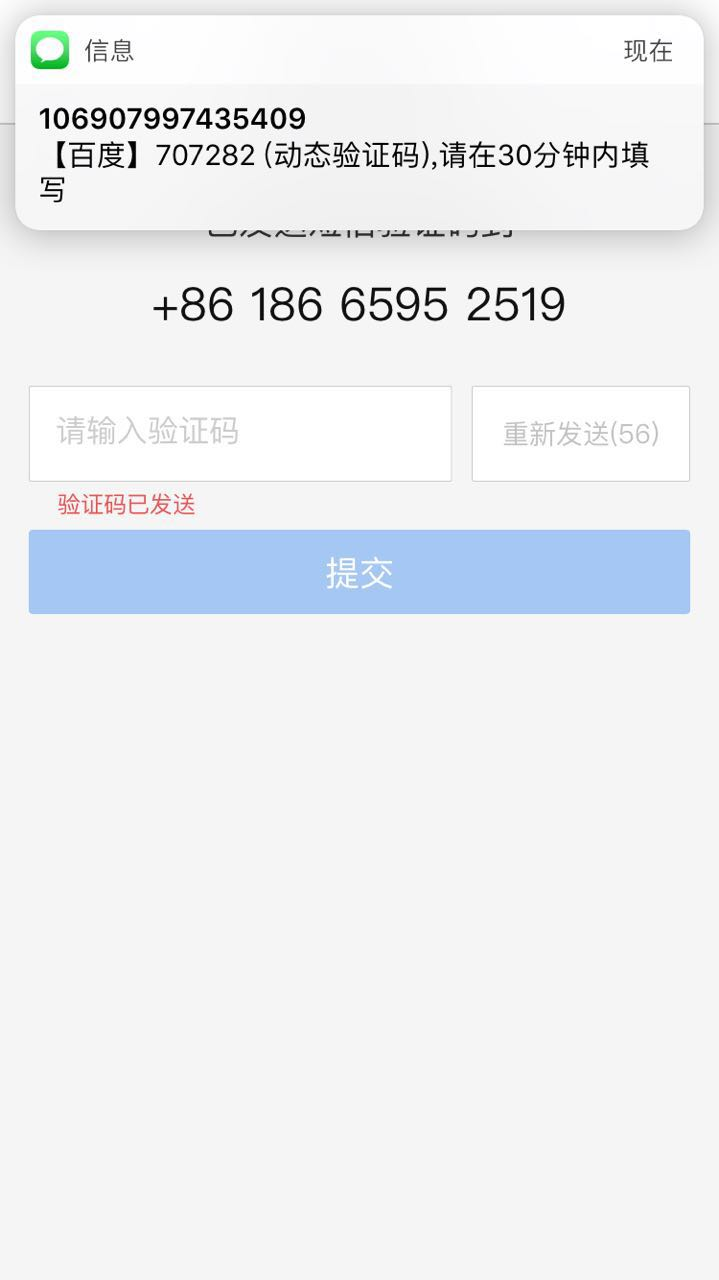 信息
现在
106907997435409
【百度】707282 (动态验证码),请在30分钟内填
写
+86 186 6595 2519
请输入验证码
重新发送(56)
验证码已发送
提交